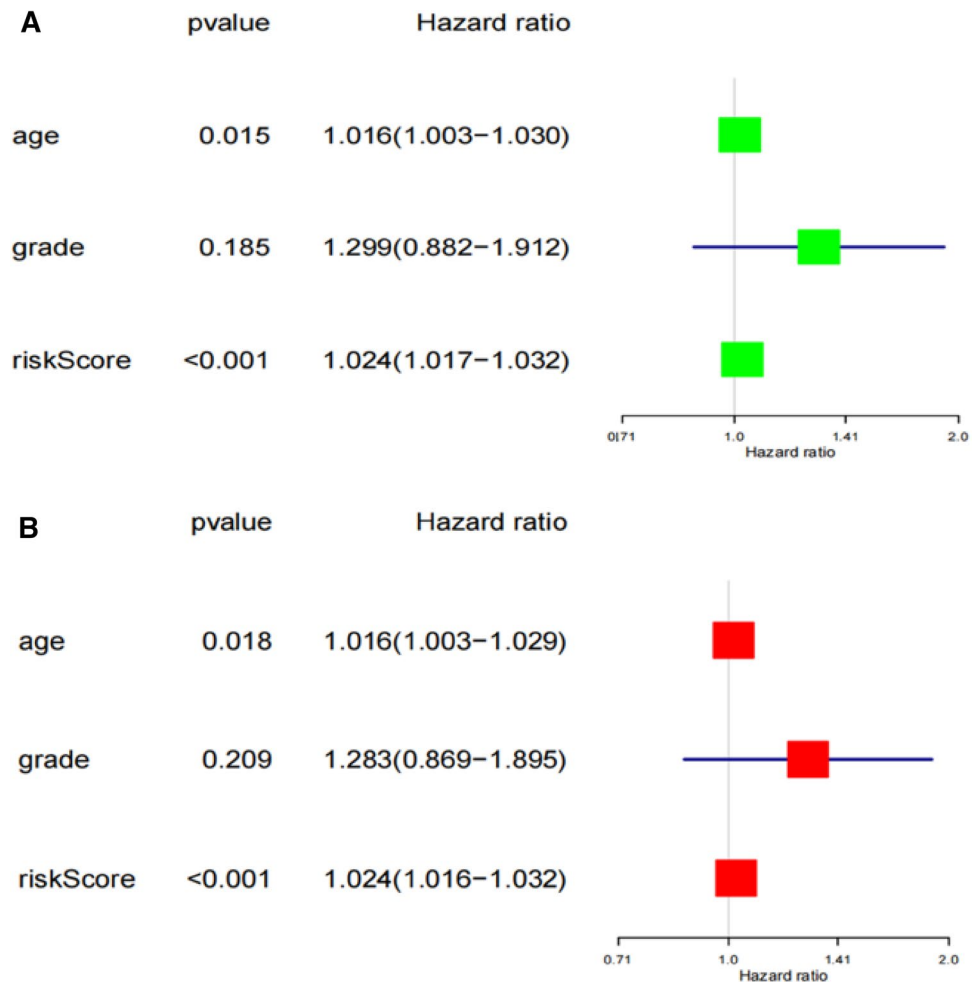 A pvalue Hazard ratio
age 0.015 1.016(1.003−1.030)
grade 0.185 1.299(0.882−1.912)
riskScore <0.001 1.024(1.017−1.032)
0.71 1.0 1.41 2.0
Hazard ratio
B pvalue Hazard ratio
age 0.018 1.016(1.003−1.029)
grade 0.209 1.283(0.869−1.895)
riskScore <0.001 1.024(1.016−1.032)
0.71 1.0 1.41 2.0
Hazard ratio